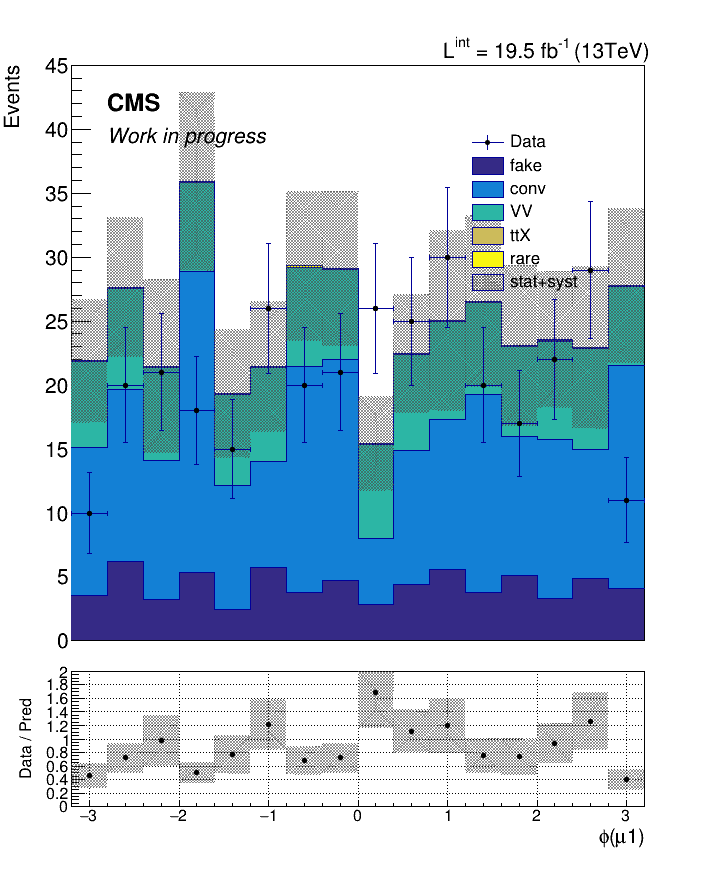 L^int = 19.5 fb^-1 (13TeV)
Events
45
40
35
30
25
20
15
10
5
0
CMS
Work in progress
Data
fake
conv
VV
ttX
rare
stat+syst
Data / Pred
2
1.8
1.6
1.4
1.2
1
0.8
0.6
0.4
0.2
0
−3 −2 −1 0 1 2 3
ϕ(μ1)